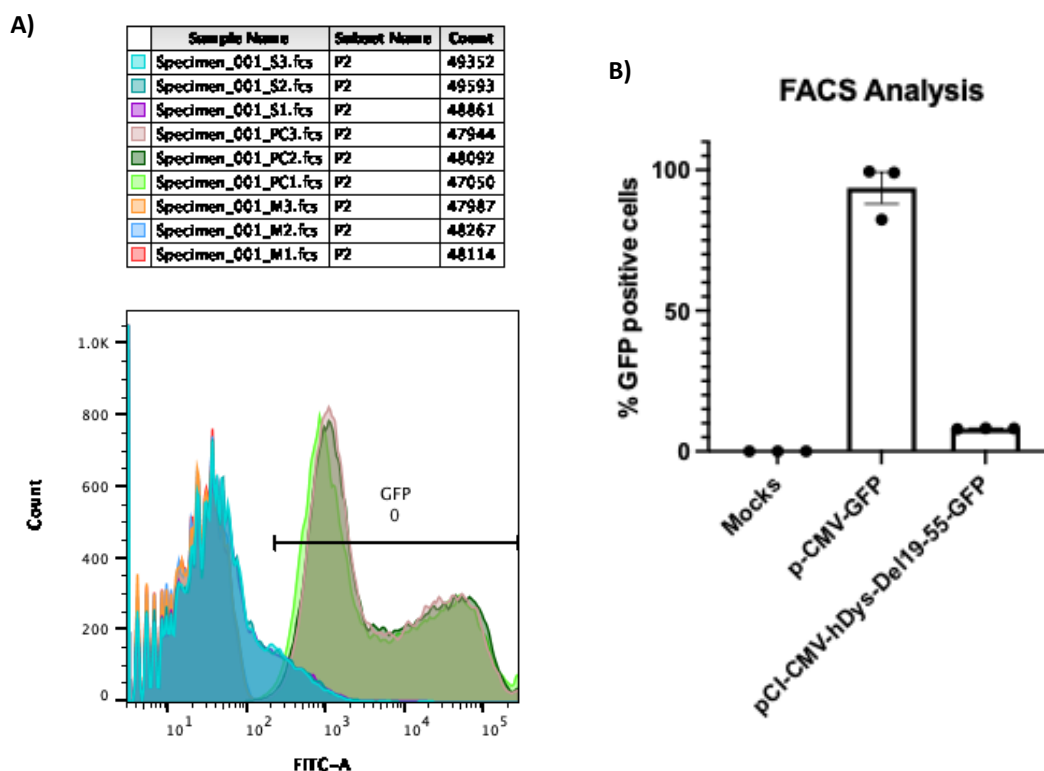 A)
Sample Name Subset Name Count
Specimen_001_S3.fcs P2 49352
Specimen_001_S2.fcs P2 49593
Specimen_001_S1.fcs P2 48861
Specimen_001_PC3.fcs P2 47944
Specimen_001_PC2.fcs P2 48092
Specimen_001_PC1.fcs P2 47050
Specimen_001_M3.fcs P2 47987
Specimen_001_M2.fcs P2 48267
Specimen_001_M1.fcs P2 48114
1.0K
800
600
400
200
0
Count
GFP
0
10^1 10^2 10^3 10^4 10^5
FITC-A
B)
FACS Analysis
% GFP positive cells
100
50
0
Mocks
p-CMV-GFP
pCI-CMV-hDys-Del19-55-GFP